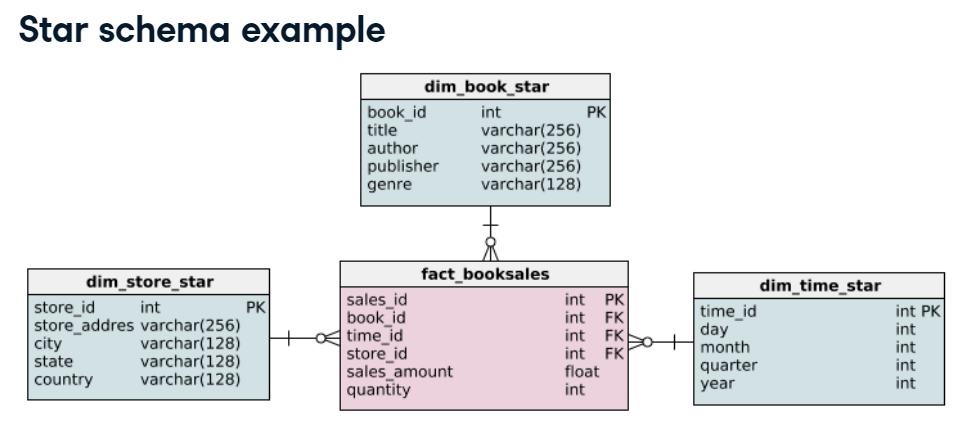 Star schema example
dim_book_star
book_id int PK
title varchar(256)
author varchar(256)
publisher varchar(256)
genre varchar(128)
dim_store_star
store_id int PK
store_addres varchar(256)
city varchar(128)
state varchar(128)
country varchar(128)
fact_booksales
sales_id int PK
book_id int FK
time_id int FK
store_id int FK
sales_amount float
quantity int
dim_time_star
time_id int PK
day int
month int
quarter int
year int